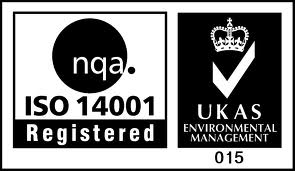 nqa.
ISO 14001
Registered
UKAS
ENVIRONMENTAL
MANAGEMENT
015